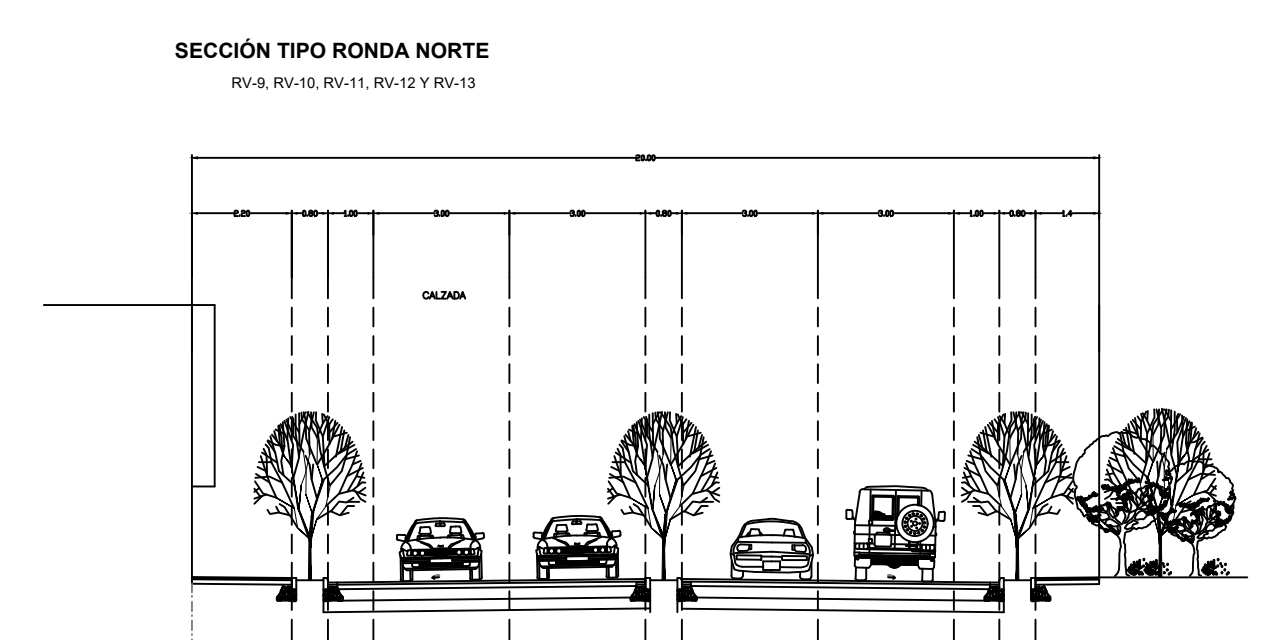 SECCIÓN TIPO RONDA NORTE
RV-9, RV-10, RV-11, RV-12 Y RV-13
20.00
2.20 0.80 1.00 3.00 3.00 0.80 3.00 3.00 1.00 0.80 1.4
CALZADA